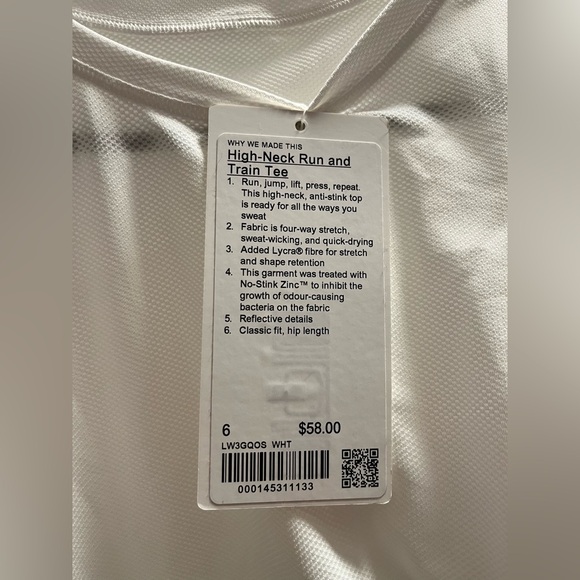 WHY WE MADE THIS
High-Neck Run and
Train Tee
1. Run, jump, lift, press, repeat.
This high-neck, anti-stink top
is ready for all the ways you
sweat
2. Fabric is four-way stretch,
sweat-wicking, and quick-drying
3. Added Lycra® fibre for stretch
and shape retention
4. This garment was treated with
No-Stink Zinc™ to inhibit the
growth of odour-causing
bacteria on the fabric
5. Reflective details
6. Classic fit, hip length
6 $58.00
LW3GQOS WHT
000145311133